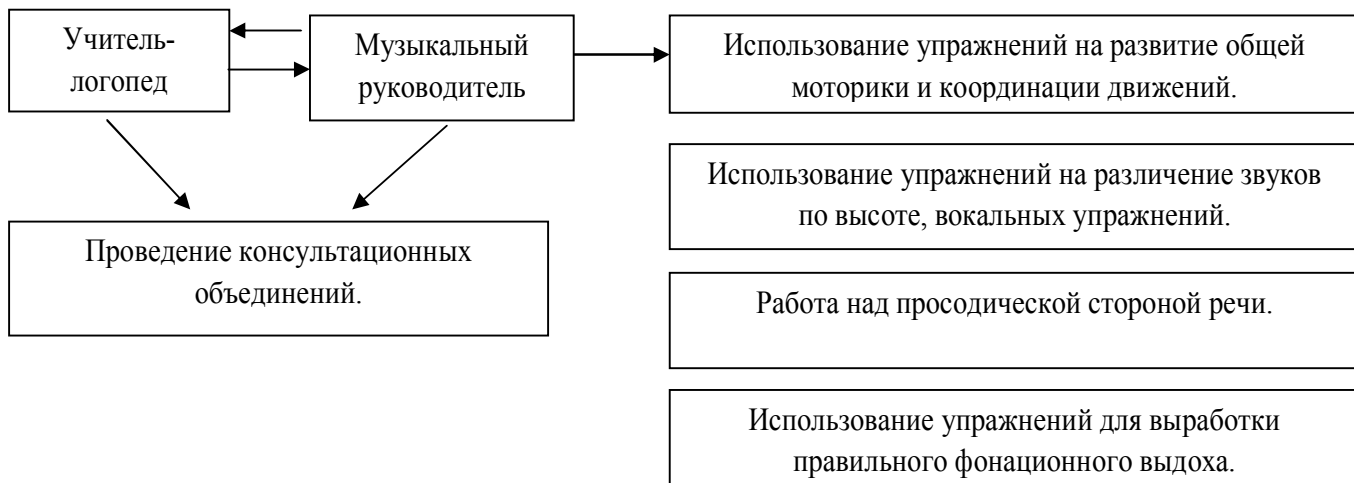 Учитель-
логопед
Музыкальный
руководитель
Использование упражнений на развитие общей
моторики и координации движений.
Использование упражнений на различение звуков
по высоте, вокальных упражнений.
Проведение консультационных
объединений.
Работа над просодической стороной речи.
Использование упражнений для выработки
правильного фонационного выдоха.